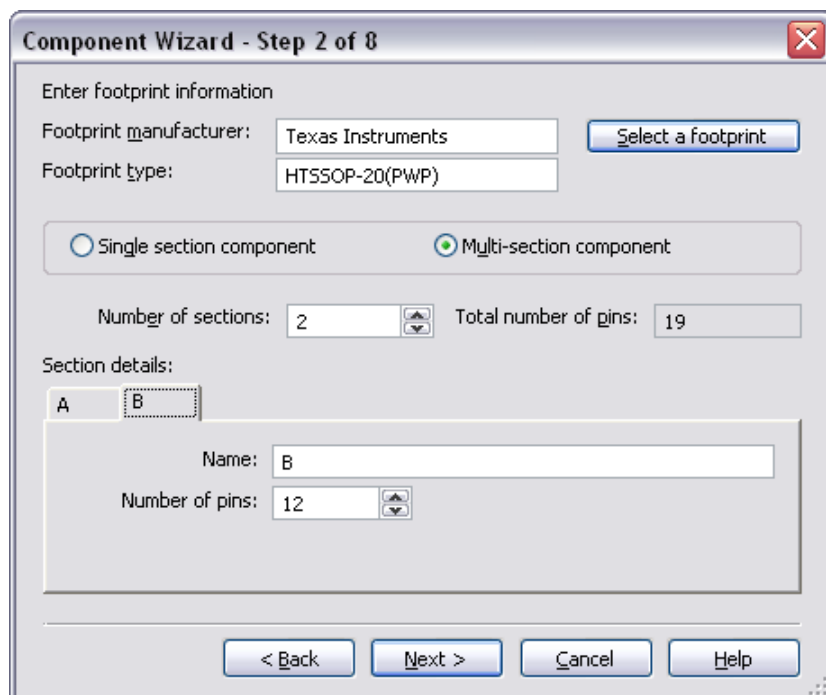 Component Wizard - Step 2 of 8
Enter footprint information
Footprint manufacturer: Texas Instruments Select a footprint
Footprint type: HTSSOP-20(PWP)
Single section component Multi-section component
Number of sections: 2 Total number of pins: 19
Section details:
A B
Name: B
Number of pins: 12
< Back Next > Cancel Help